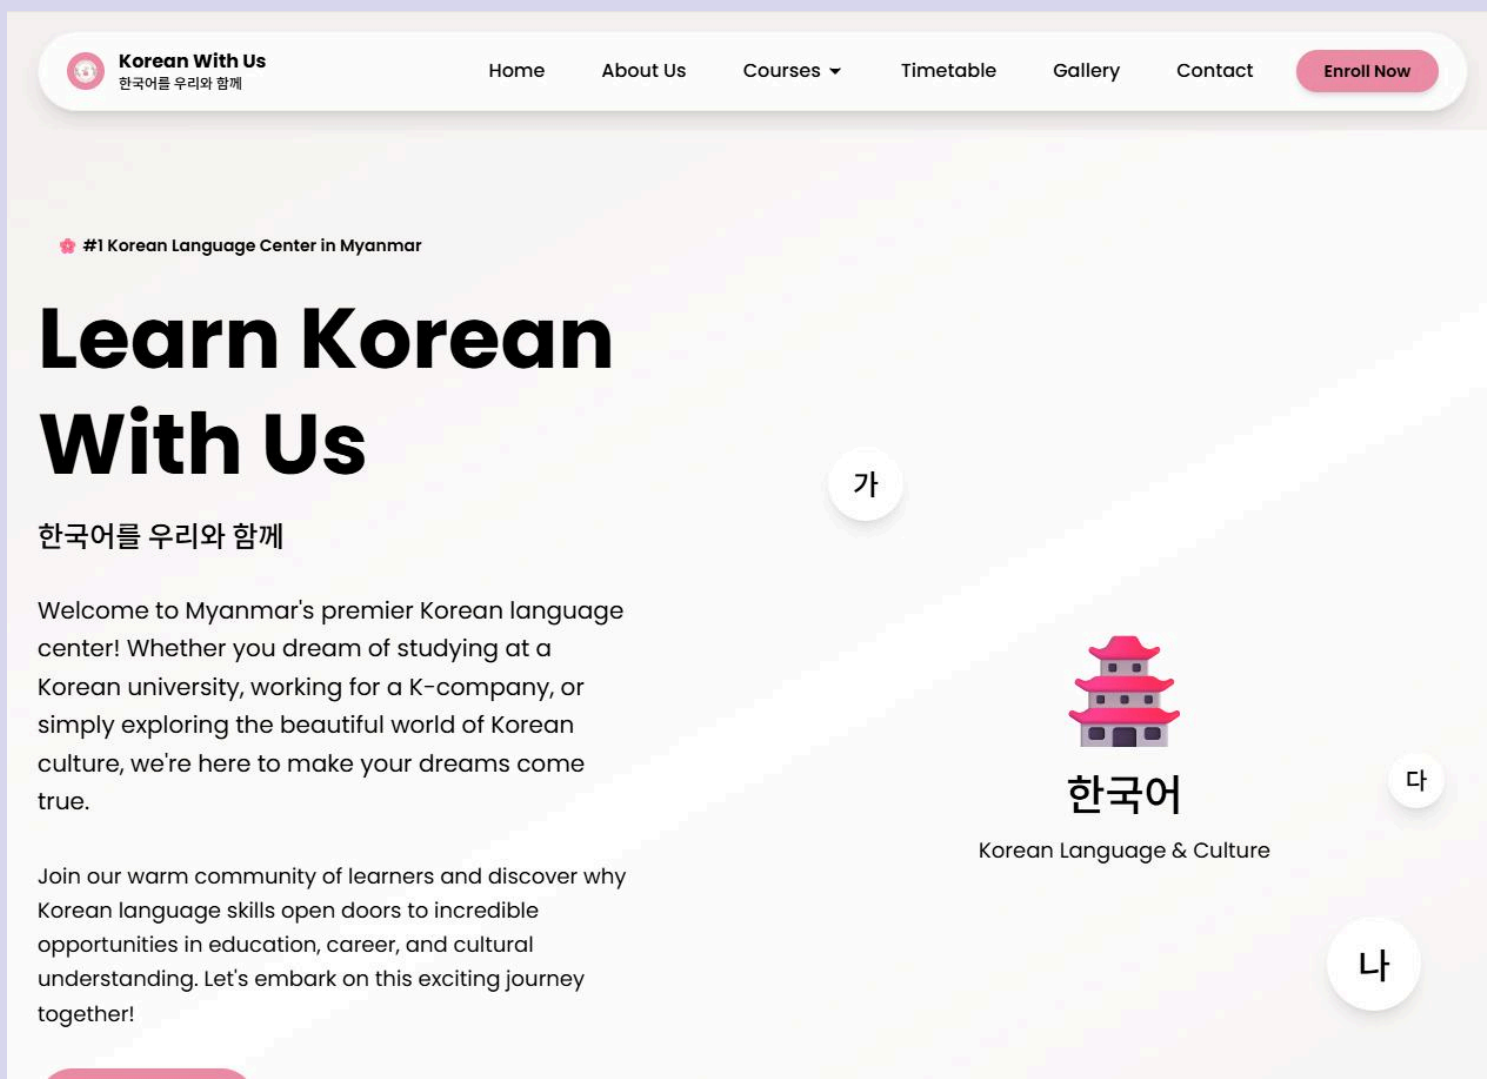 Korean With Us
한국어를 우리와 함께
Home
About Us
Courses
Timetable
Gallery
Contact
Enroll Now
#1 Korean Language Center in Myanmar
Learn Korean
With Us
한국어를 우리와 함께
Welcome to Myanmar's premier Korean language
center! Whether you dream of studying at a
Korean university, working for a K-company, or
simply exploring the beautiful world of Korean
culture, we're here to make your dreams come
true.
Join our warm community of learners and discover why
Korean language skills open doors to incredible
opportunities in education, career, and cultural
understanding. Let's embark on this exciting journey
together!
가
한국어
Korean Language & Culture
다
나